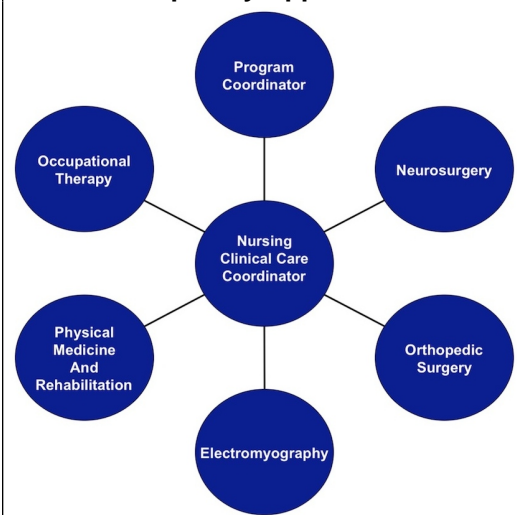 Program
Coordinator
Occupational
Therapy
Neurosurgery
Nursing
Clinical Care
Coordinator
Physical
Medicine
And
Rehabilitation
Orthopedic
Surgery
Electromyography